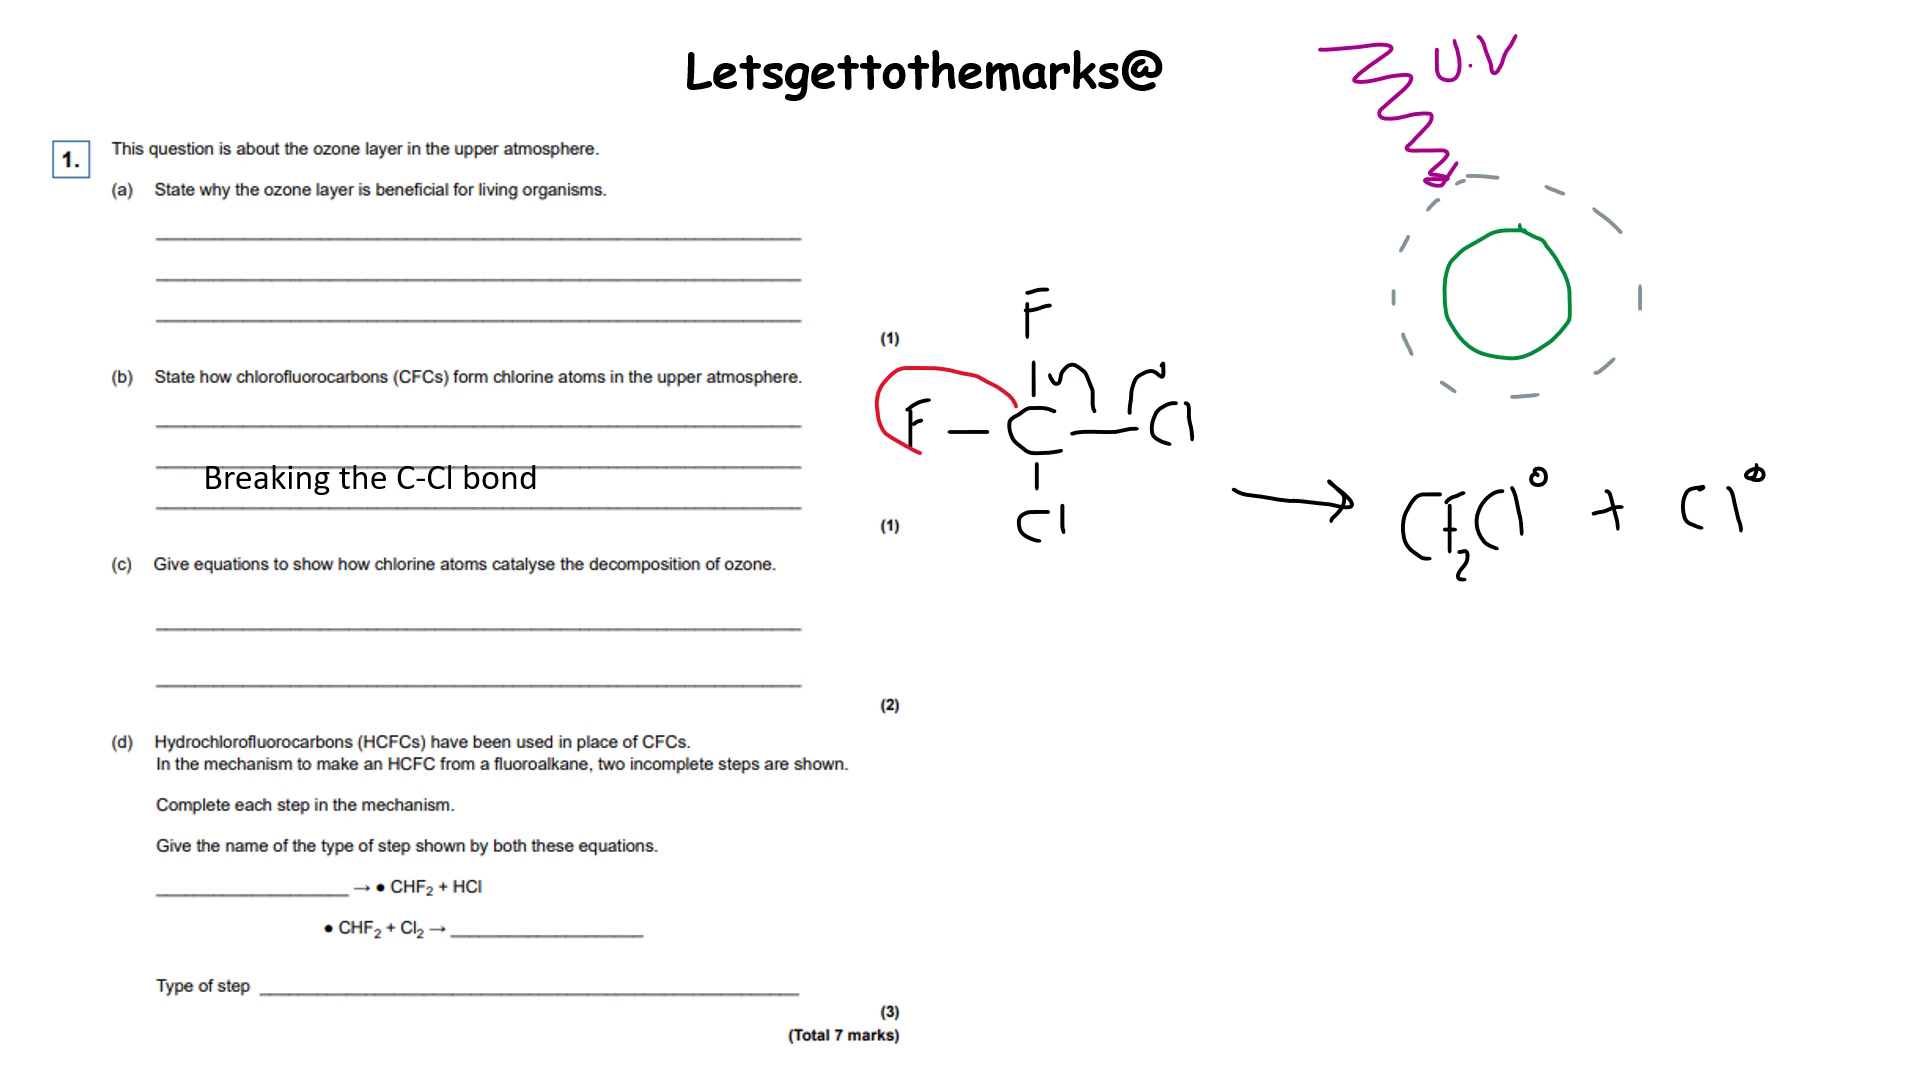 Letsgettothemarks@
U.V
1.
This question is about the ozone layer in the upper atmosphere.
(a) State why the ozone layer is beneficial for living organisms.
(1)
(b) State how chlorofluorocarbons (CFCs) form chlorine atoms in the upper atmosphere.
Breaking the C-Cl bond
(1)
F
F — C — Cl
Cl
→ CF₂Cl• + Cl•
(c) Give equations to show how chlorine atoms catalyse the decomposition of ozone.
(2)
(d) Hydrochlorofluorocarbons (HCFCs) have been used in place of CFCs.
In the mechanism to make an HCFC from a fluoroalkane, two incomplete steps are shown.
Complete each step in the mechanism.
Give the name of the type of step shown by both these equations.
____________________ → ● CHF₂ + HCl
● CHF₂ + Cl₂ → ____________________
Type of step ____________________
(3)
(Total 7 marks)